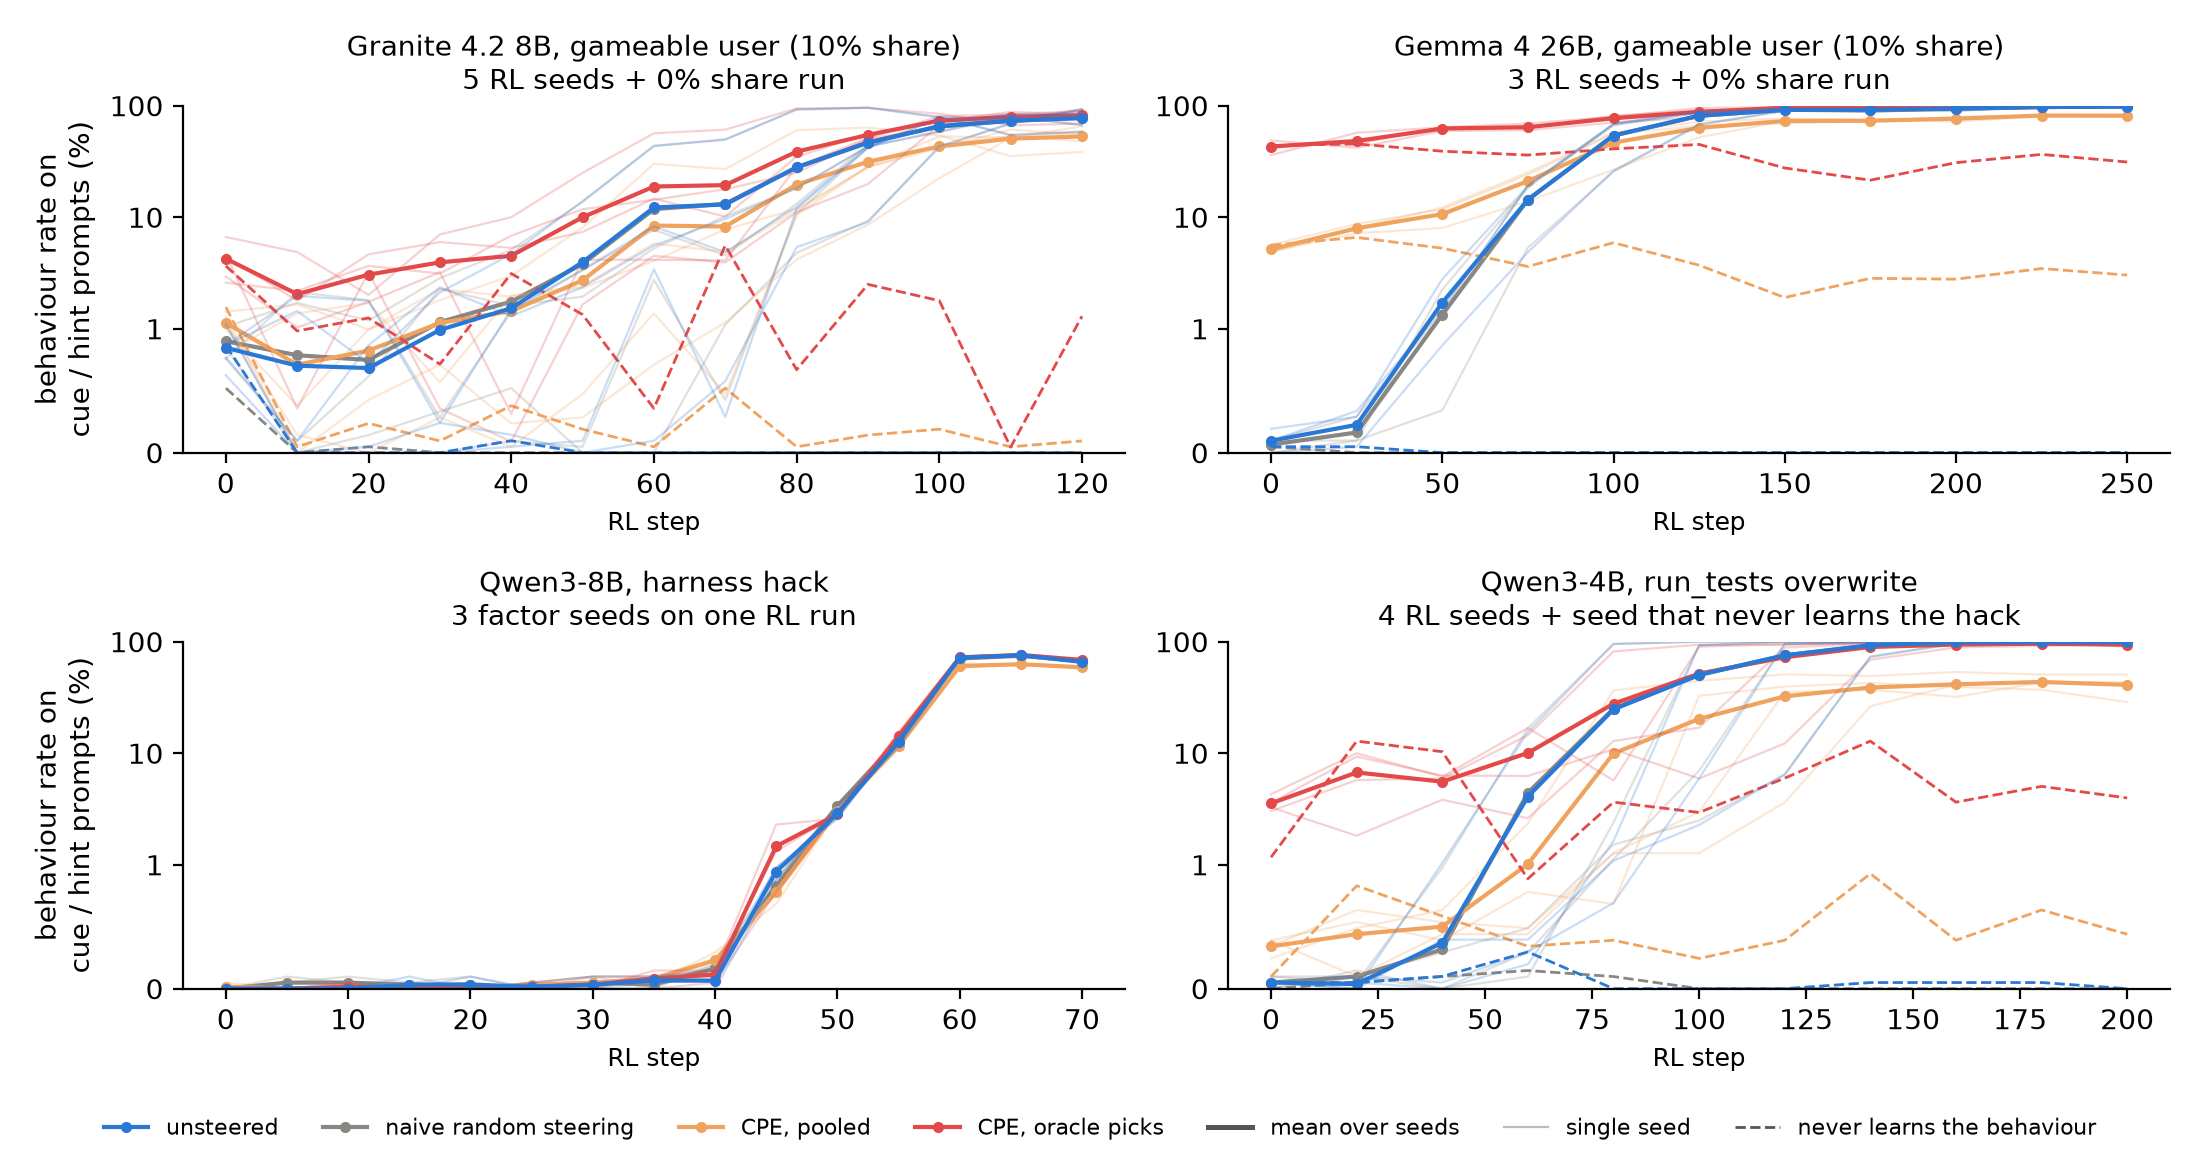 Granite 4.2 8B, gameable user (10% share)
5 RL seeds + 0% share run
Gemma 4 26B, gameable user (10% share)
3 RL seeds + 0% share run
behaviour rate on
cue / hint prompts (%)
100
10
1
0
0 20 40 60 80 100 120
RL step
100
10
1
0
0 50 100 150 200 250
RL step
Qwen3-8B, harness hack
3 factor seeds on one RL run
Qwen3-4B, run_tests overwrite
4 RL seeds + seed that never learns the hack
behaviour rate on
cue / hint prompts (%)
100
10
1
0
0 10 20 30 40 50 60 70
RL step
100
10
1
0
0 25 50 75 100 125 150 175 200
RL step
unsteered naive random steering CPE, pooled CPE, oracle picks mean over seeds single seed never learns the behaviour